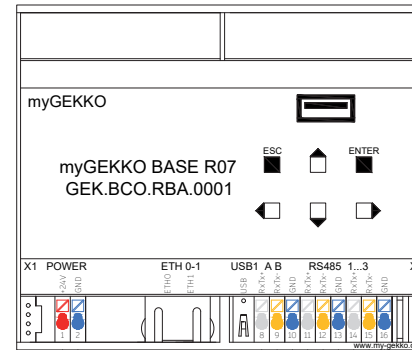 myGEKKO
ESC ENTER
myGEKKO BASE R07
GEK.BCO.RBA.0001
X1 POWER ETH 0-1 USB1 A B RS485 1...3 X
+24V GND ETH0 ETH1 RxTx+ RxTx- GND RxTx+ RxTx- GND RxTx+ RxTx- GND
1 2 8 9 10 11 12 13 14 15 16
www.my-gekko.c